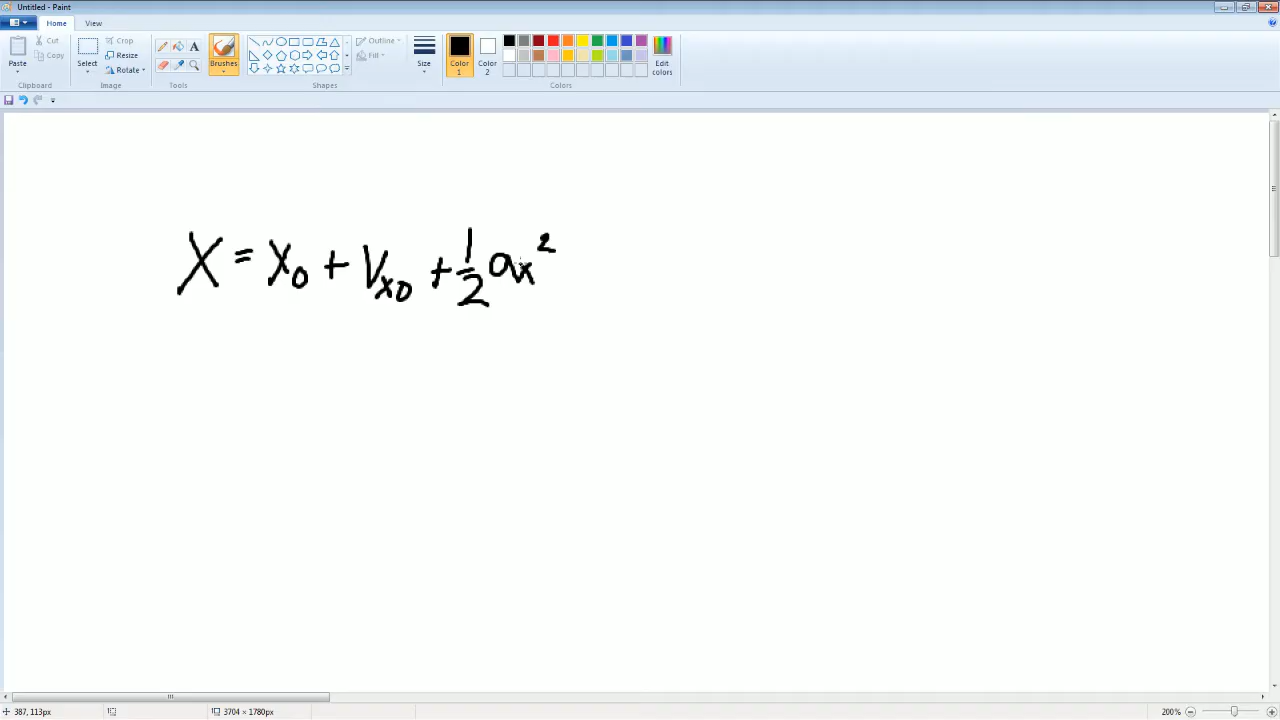 Untitled - Paint
Home View
Paste
Cut
Copy
Clipboard
Select
Crop
Resize
Rotate
Image
Tools
Brushes
Outline
Fill
Shapes
Size
Color 1
Color 2
Edit colors
Colors
X = X₀ + Vₓ₀ + ½ aₓ²
387, 113px
3704 × 1780px
200%